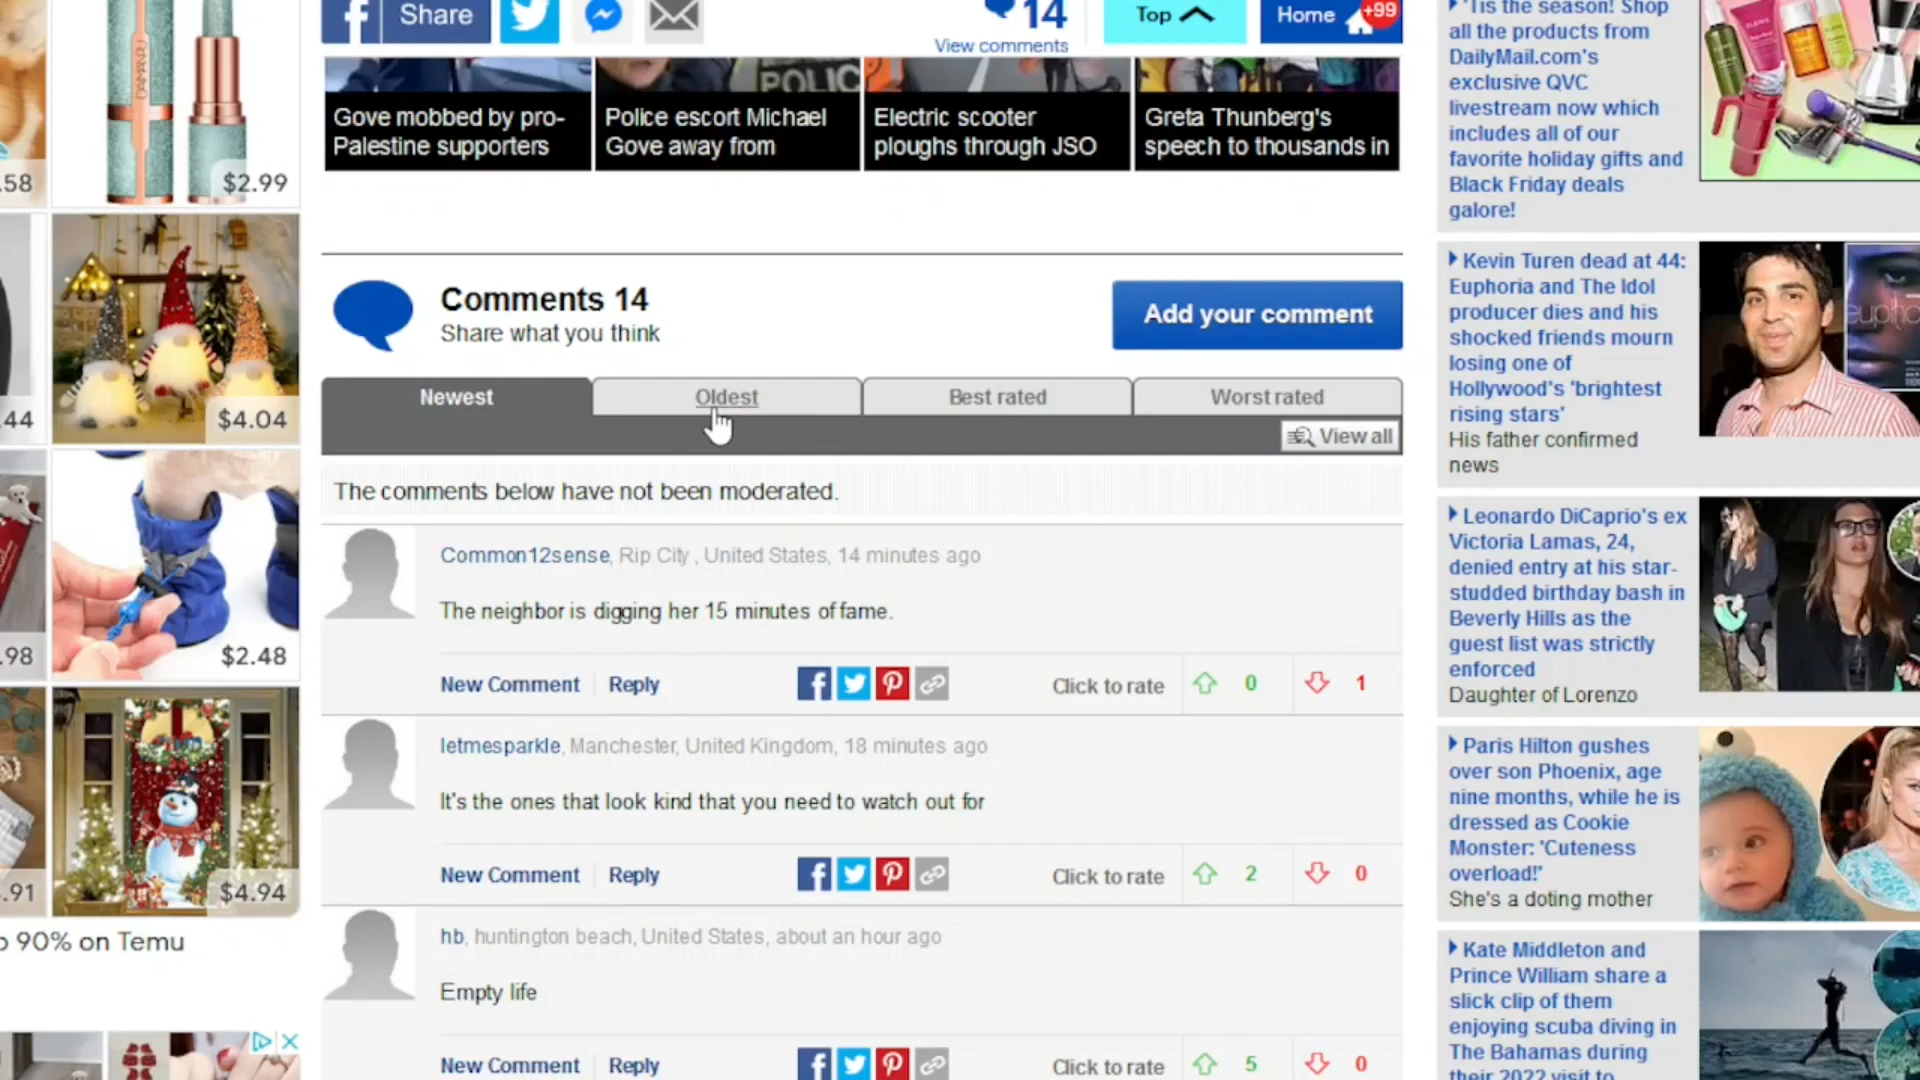 Share
14
View comments
Top
Home
+99
Gove mobbed by pro-
Palestine supporters
Police escort Michael
Gove away from
Electric scooter
ploughs through JSO
Greta Thunberg's
speech to thousands in
POLIC
Comments 14
Share what you think
Add your comment
Newest
Oldest
Best rated
Worst rated
View all
The comments below have not been moderated.
Common12sense, Rip City , United States, 14 minutes ago
The neighbor is digging her 15 minutes of fame.
New Comment
Reply
Click to rate
0
1
letmesparkle, Manchester, United Kingdom, 18 minutes ago
It's the ones that look kind that you need to watch out for
New Comment
Reply
Click to rate
2
0
hb, huntington beach, United States, about an hour ago
Empty life
New Comment
Reply
Click to rate
5
0
.58
$2.99
.44
$4.04
.98
$2.48
.91
$4.94
90% on Temu
'Tis the season! Shop
all the products from
DailyMail.com's
exclusive QVC
livestream now which
includes all of our
favorite holiday gifts and
Black Friday deals
galore!
Kevin Turen dead at 44:
Euphoria and The Idol
producer dies and his
shocked friends mourn
losing one of
Hollywood's 'brightest
rising stars'
His father confirmed
news
Leonardo DiCaprio's ex
Victoria Lamas, 24,
denied entry at his star-
studded birthday bash in
Beverly Hills as the
guest list was strictly
enforced
Daughter of Lorenzo
Paris Hilton gushes
over son Phoenix, age
nine months, while he is
dressed as Cookie
Monster: 'Cuteness
overload!'
She's a doting mother
Kate Middleton and
Prince William share a
slick clip of them
enjoying scuba diving in
The Bahamas during
their 2022 visit to